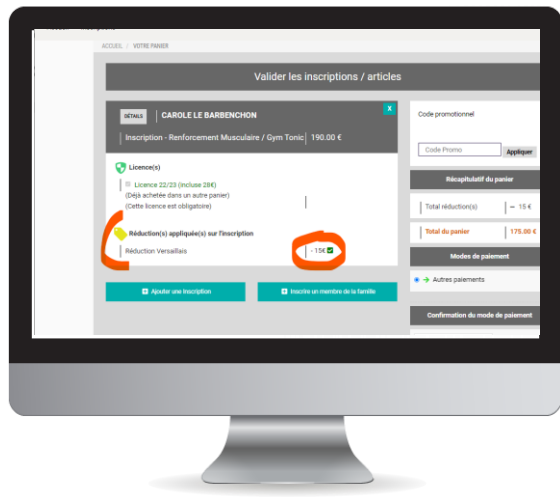 ACCUEIL / VOTRE PANIER
Valider les inscriptions / articles
DÉTAILS CAROLE LE BARBENCHON X
Inscription - Renforcement Musculaire / Gym Tonic 190.00 €
Licence(s)
Licence 22/23 (incluse 28€)
(Déjà achetée dans un autre panier)
(Cette licence est obligatoire)
Réduction(s) appliquée(s) sur l'inscription
Réduction Versaillais - 15€
Ajouter une inscription
Inscrire un membre de la famille
Code promotionnel
Code Promo Appliquer
Récapitulatif du panier
Total réduction(s) - 15 €
Total du panier 175.00 €
Modes de paiement
Autres paiements
Confirmation du mode de paiement